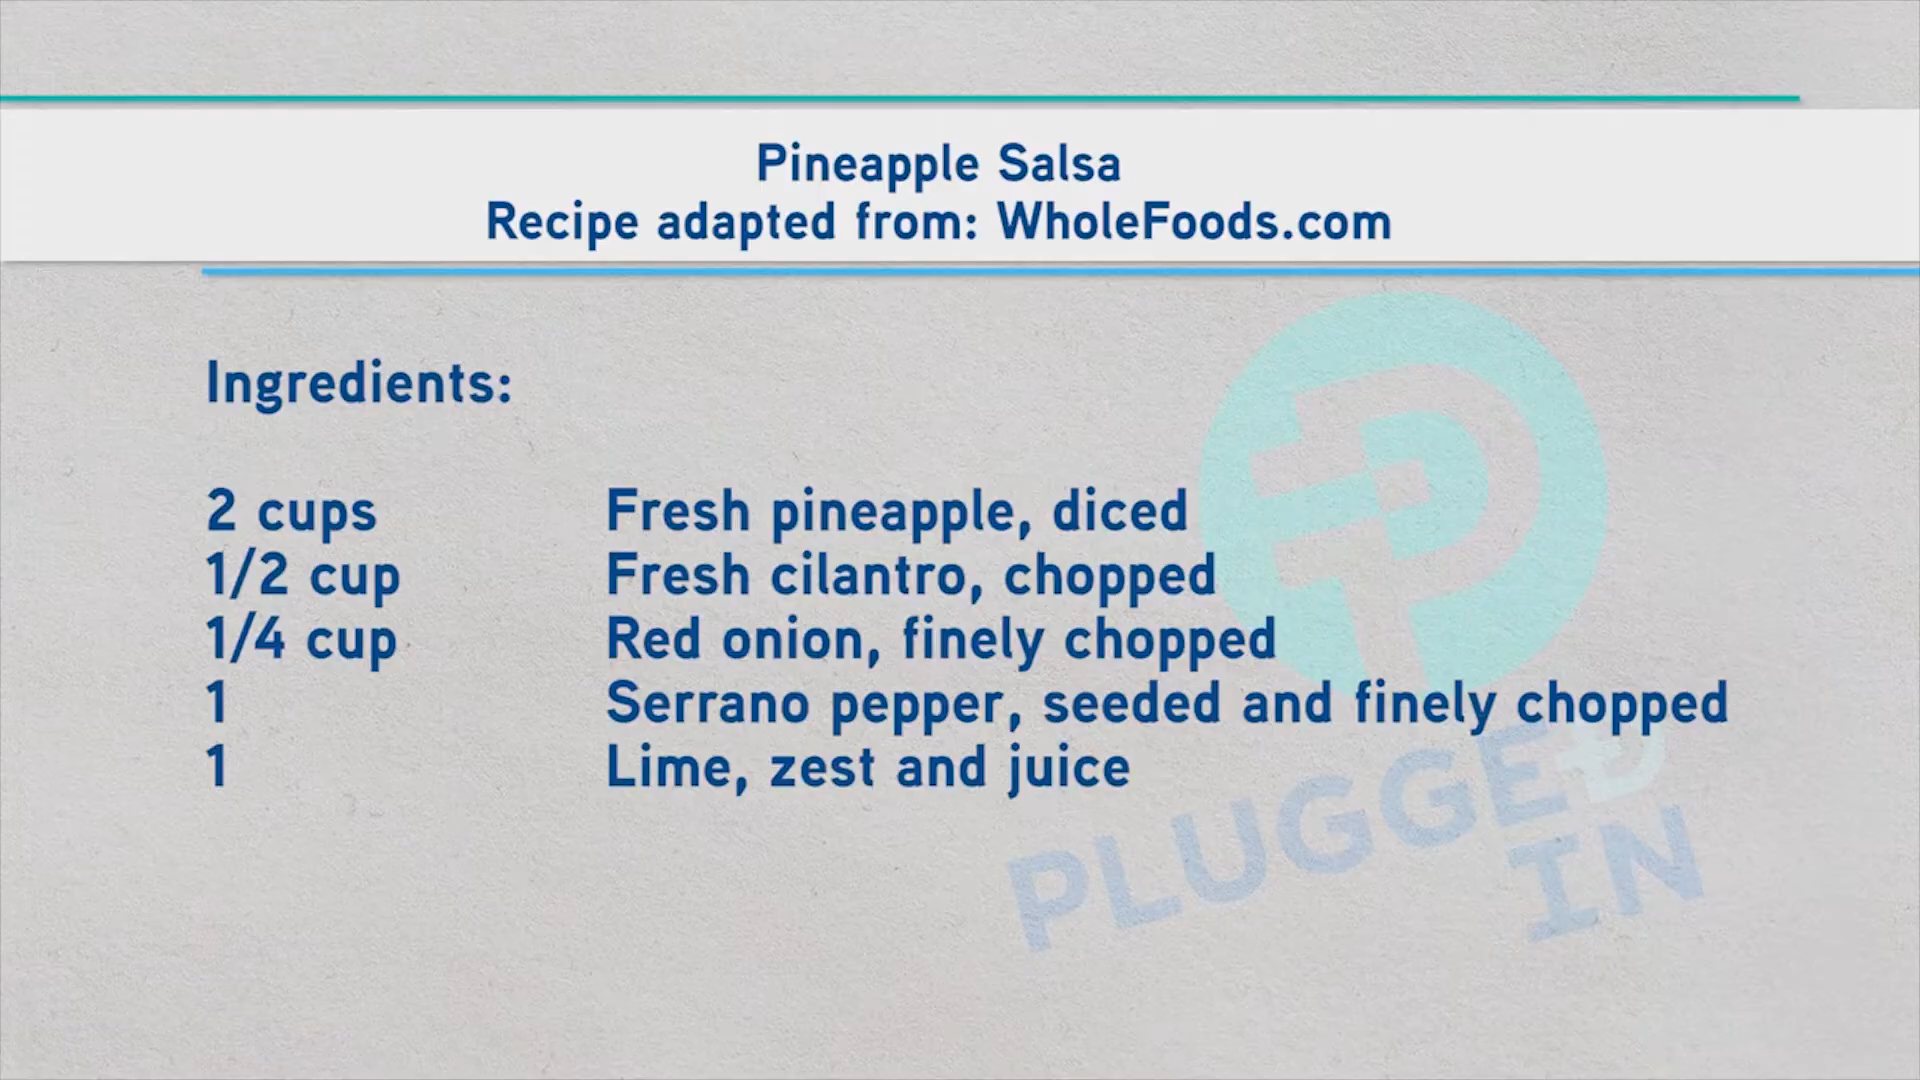 Pineapple Salsa
Recipe adapted from: WholeFoods.com
Ingredients:
2 cups Fresh pineapple, diced
1/2 cup Fresh cilantro, chopped
1/4 cup Red onion, finely chopped
1 Serrano pepper, seeded and finely chopped
1 Lime, zest and juice
PLUGGED
IN